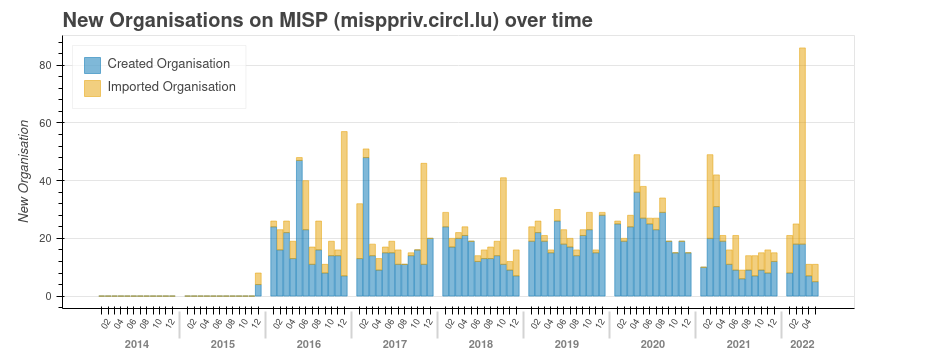 New Organisations on MISP (misppriv.circl.lu) over time
Created Organisation
Imported Organisation
New Organisation
80
60
40
20
0
02 04 06 08 10 12 02 04 06 08 10 12 02 04 06 08 10 12 02 04 06 08 10 12 02 04 06 08 10 12 02 04 06 08 10 12 02 04 06 08 10 12 02 04 06 08 10 12 02 04
2014 2015 2016 2017 2018 2019 2020 2021 2022